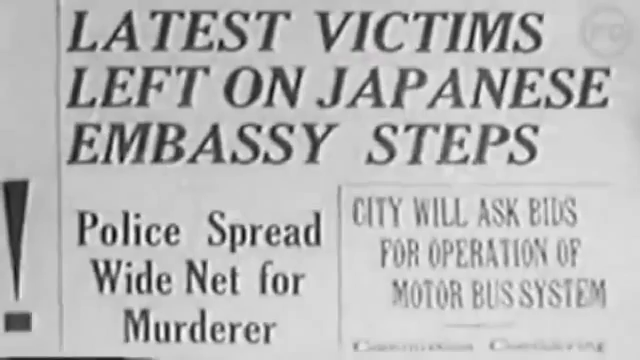 LATEST VICTIMS
LEFT ON JAPANESE
EMBASSY STEPS
!
Police Spread
Wide Net for
Murderer
CITY WILL ASK BIDS
FOR OPERATION OF
MOTOR BUS SYSTEM